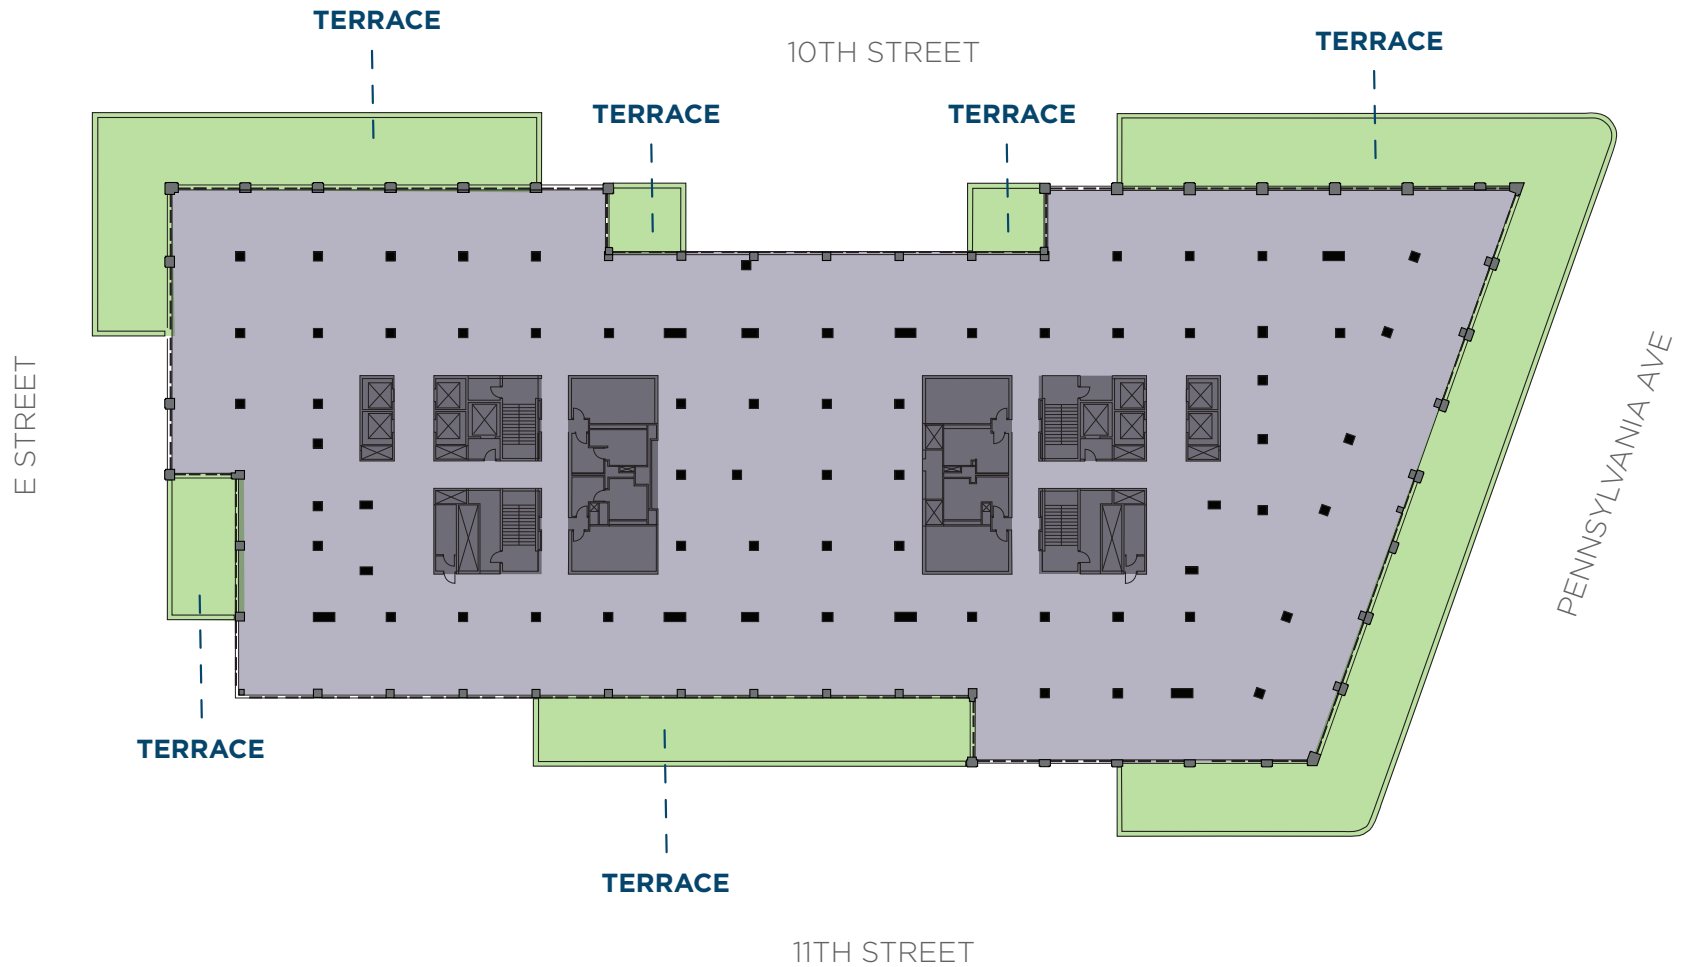 TERRACE
10TH STREET
TERRACE
TERRACE
TERRACE
E STREET
PENNSYLVANIA AVE
TERRACE
TERRACE
11TH STREET